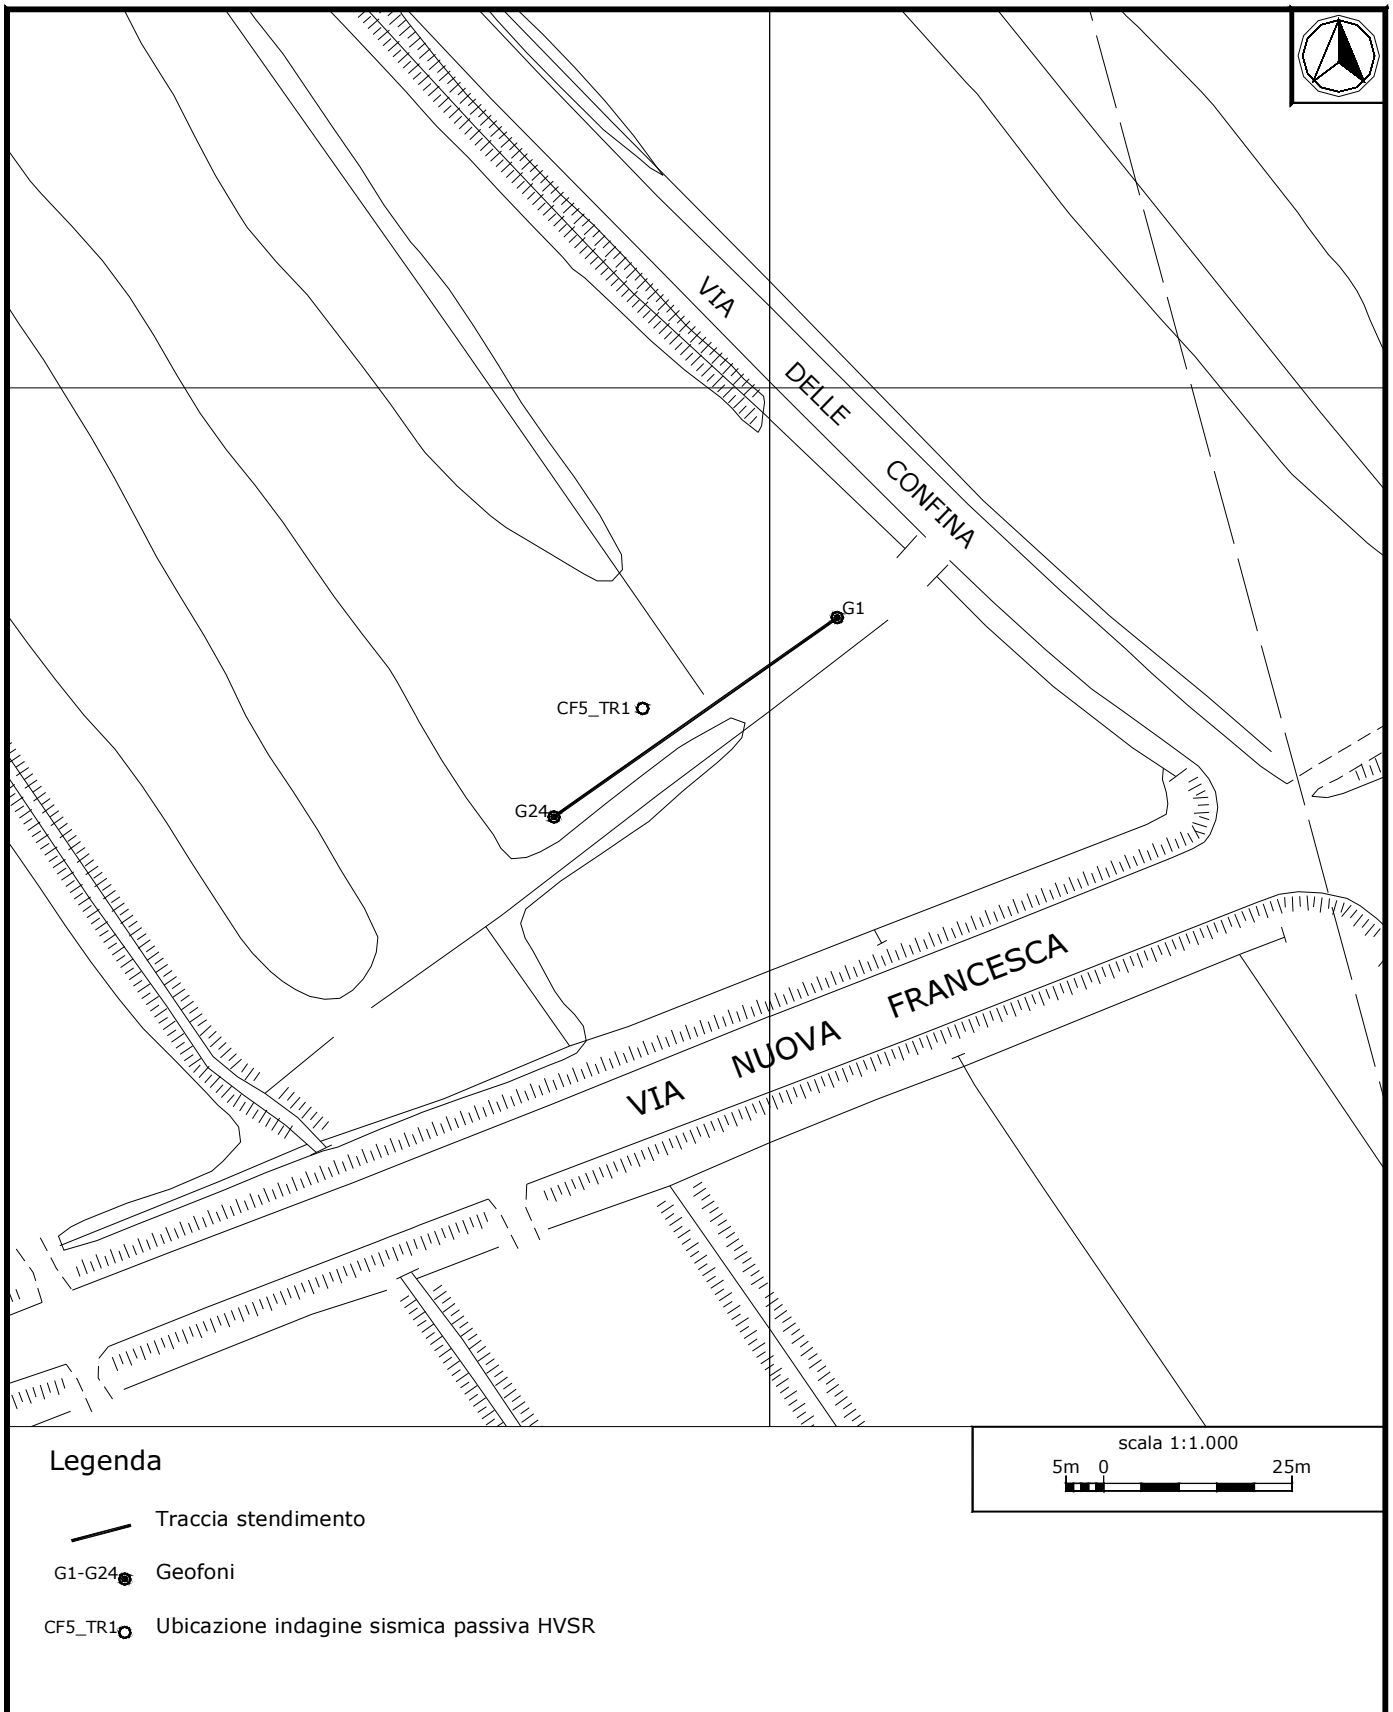 VIA
DELLE
CONFINA
G1
CF5_TR1
G24
VIA NUOVA FRANCESCA
Legenda
Traccia stendimento
G1-G24 Geofoni
CF5_TR1 Ubicazione indagine sismica passiva HVSR
scala 1:1.000
5m 0 25m